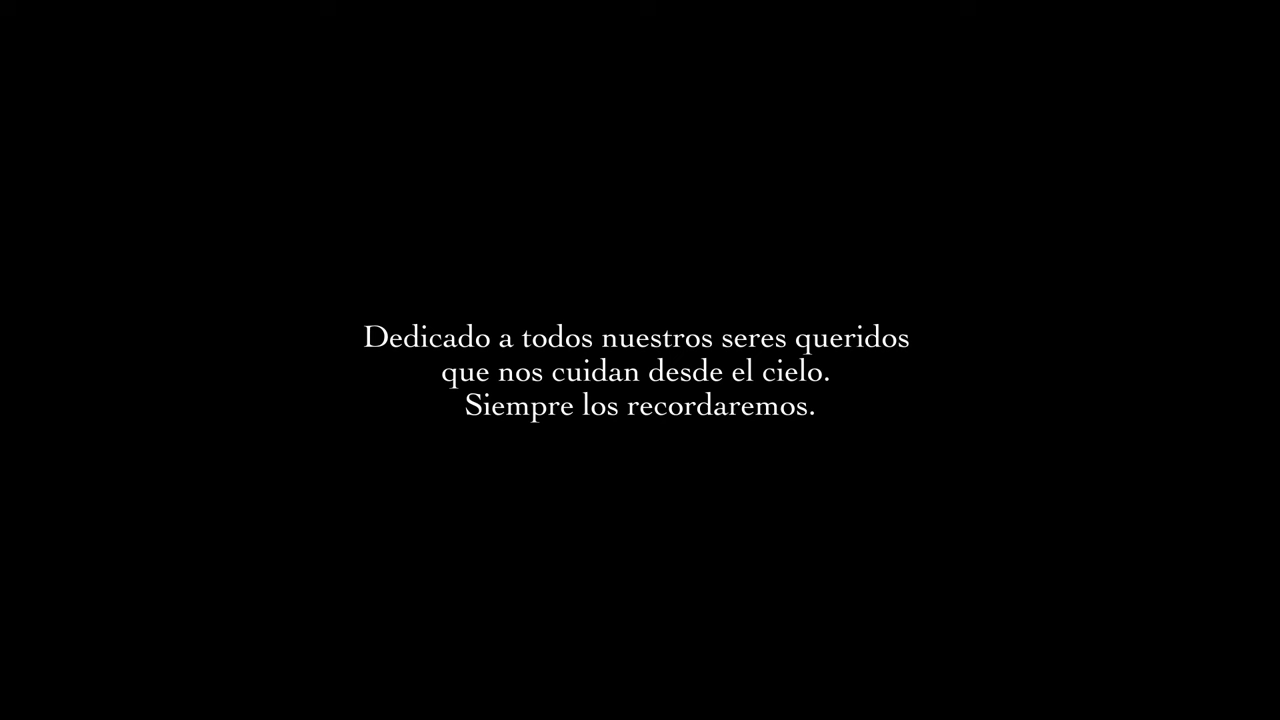 Dedicado a todos nuestros seres queridos
que nos cuidan desde el cielo.
Siempre los recordaremos.